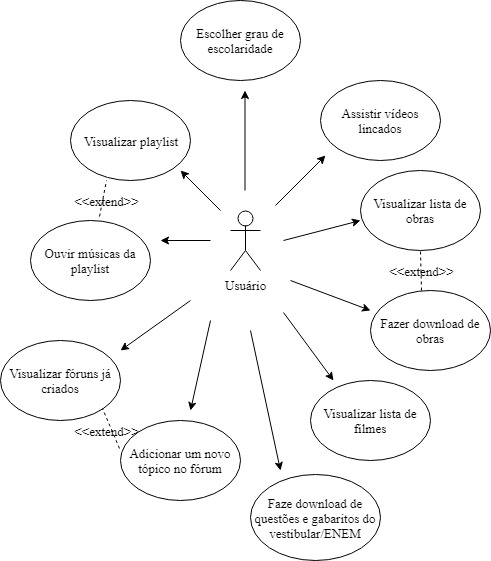 Escolher grau de
escolaridade
Assistir vídeos
lincados
Visualizar playlist
<<extend>>
Visualizar lista de
obras
Ouvir músicas da
playlist
<<extend>>
Usuário
Fazer download de
obras
Visualizar fóruns já
criados
Visualizar lista de
filmes
<<extend>>
Adicionar um novo
tópico no fórum
Faze download de
questões e gabaritos do
vestibular/ENEM